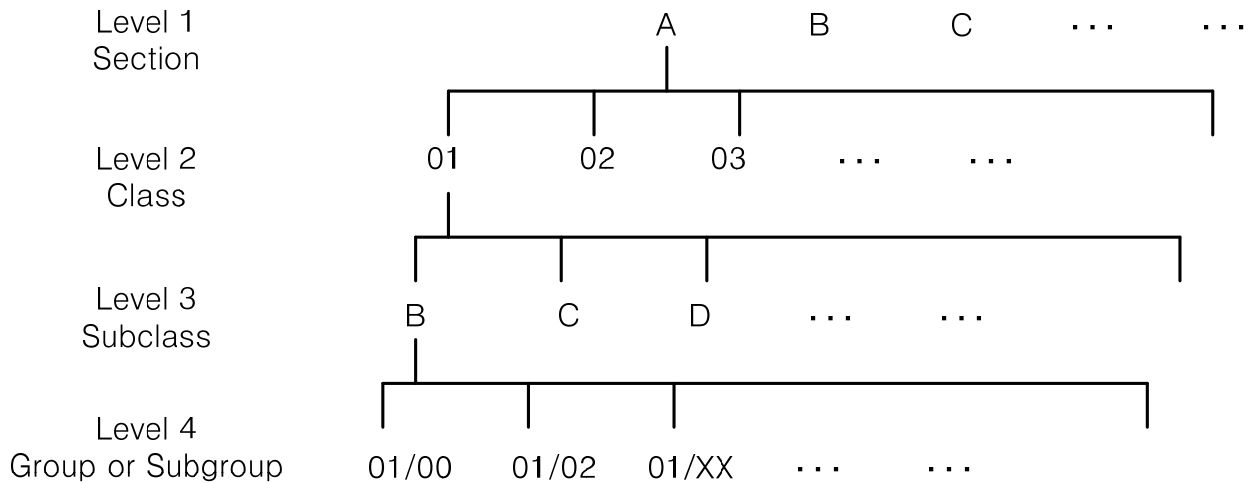 Level 1 A B C ... ...
Section
Level 2 01 02 03 ... ...
Class
Level 3 B C D ... ...
Subclass
Level 4
Group or Subgroup 01/00 01/02 01/XX ... ...